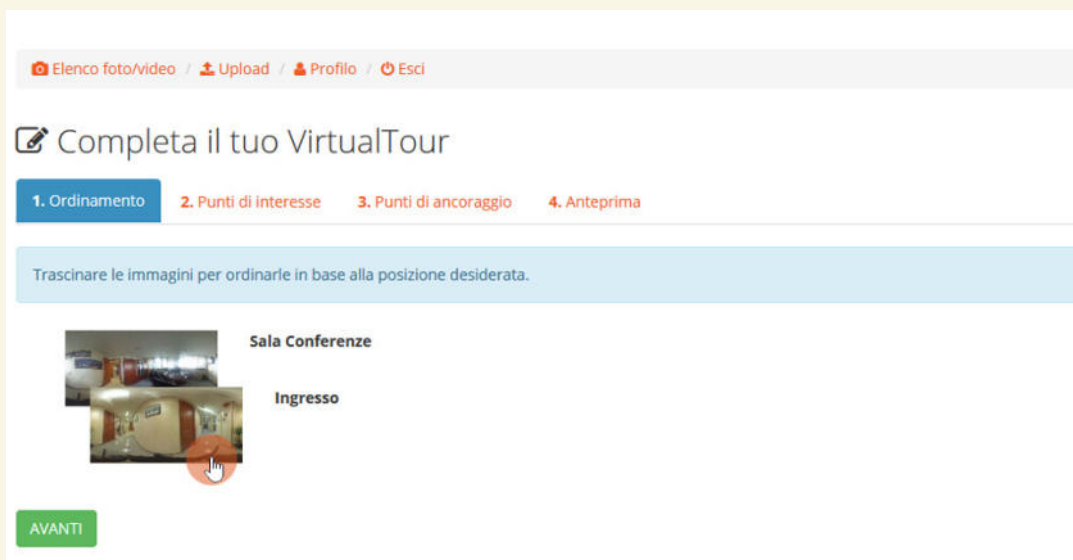 Elenco foto/video / Upload / Profilo / Esci
Completa il tuo VirtualTour
1. Ordinamento 2. Punti di interesse 3. Punti di ancoraggio 4. Anteprima
Trascinare le immagini per ordinarle in base alla posizione desiderata.
Sala Conferenze
Ingresso
AVANTI